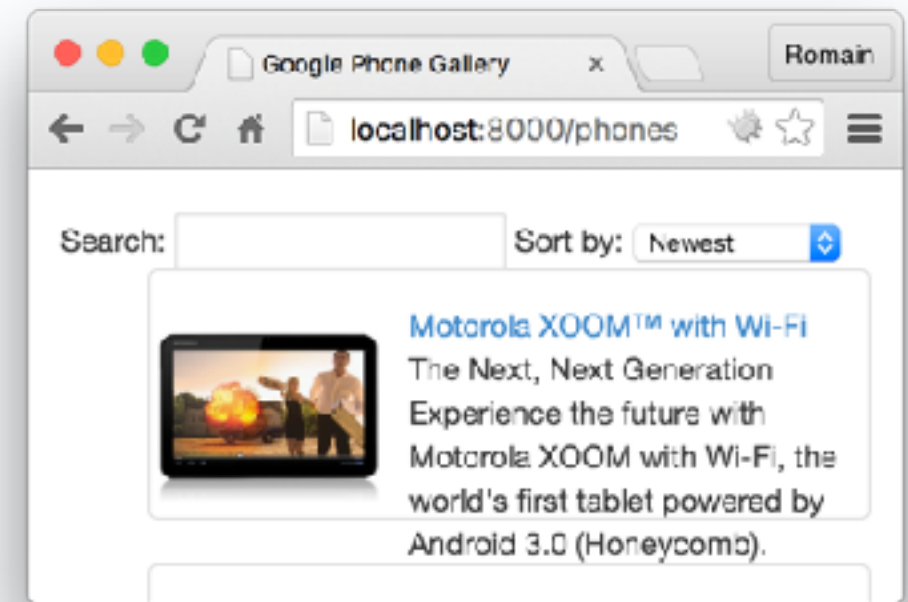 Google Phone Gallery
Romain
localhost:8000/phones
Search: Sort by: Newest
Motorola XOOM™ with Wi-Fi
The Next, Next Generation
Experience the future with
Motorola XOOM with Wi-Fi, the
world's first tablet powered by
Android 3.0 (Honeycomb).